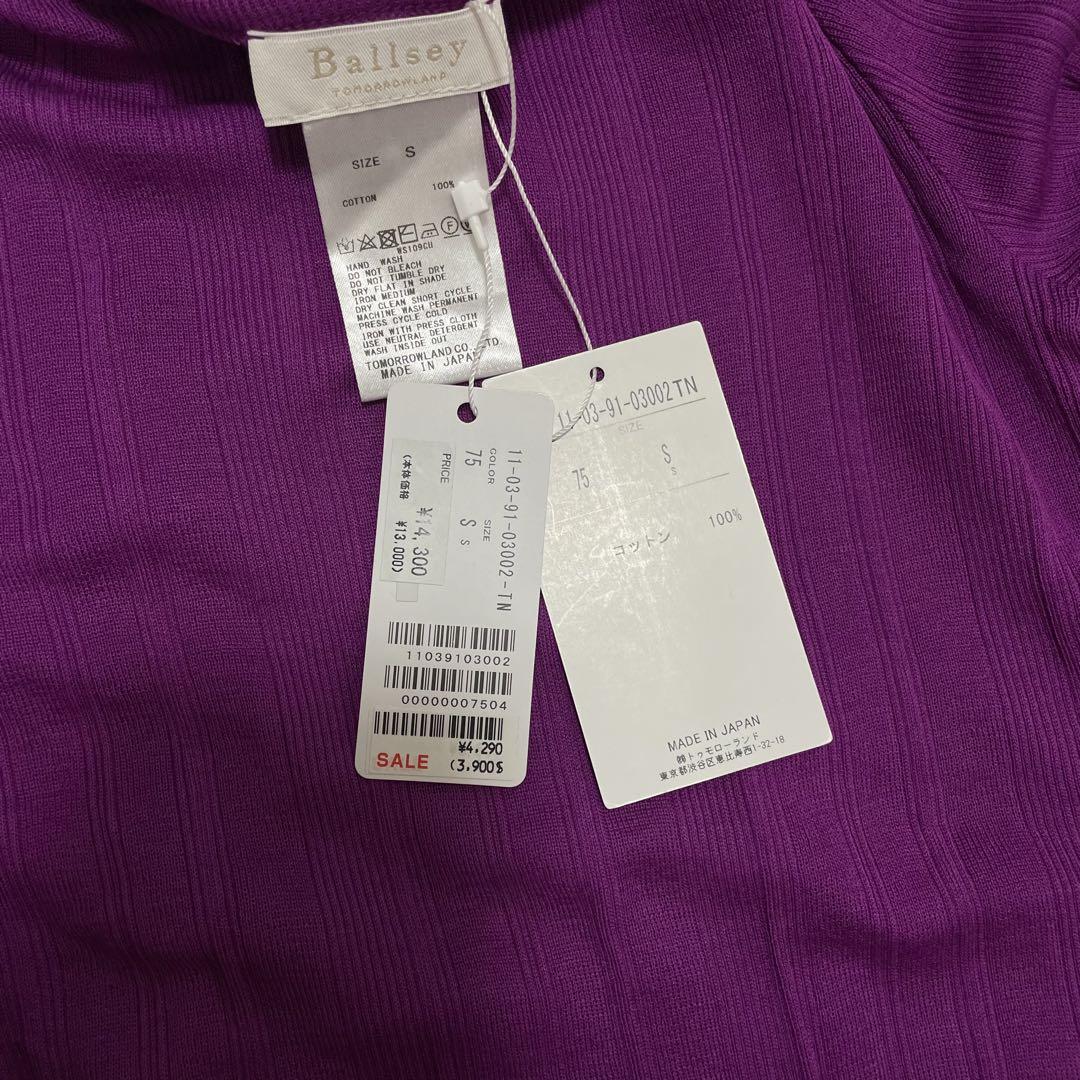 Ballsey
TOMORROWLAND
SIZE S
COTTON 100%
WS109CU
HAND WASH
DO NOT BLEACH
DO NOT TUMBLE DRY
DRY FLAT IN SHADE
IRON MEDIUM
DRY CLEAN SHORT CYCLE
MACHINE WASH PERMANENT
PRESS CYCLE COLD
IRON WITH PRESS CLOTH
USE NEUTRAL DETERGENT
WASH INSIDE OUT
TOMORROWLAND CO., LTD.
MADE IN JAPAN
11-03-91-03002-TN
COLOR SIZE
75 S S
PRICE ¥14,300
(本体価格 ¥13,000)
11039103002
00000007504
¥4,290
SALE (3,900
11-03-91-03002TN
SIZE
75 S
S
コットン 100%
MADE IN JAPAN
㈱トゥモローランド
東京都渋谷区恵比寿西1-32-18